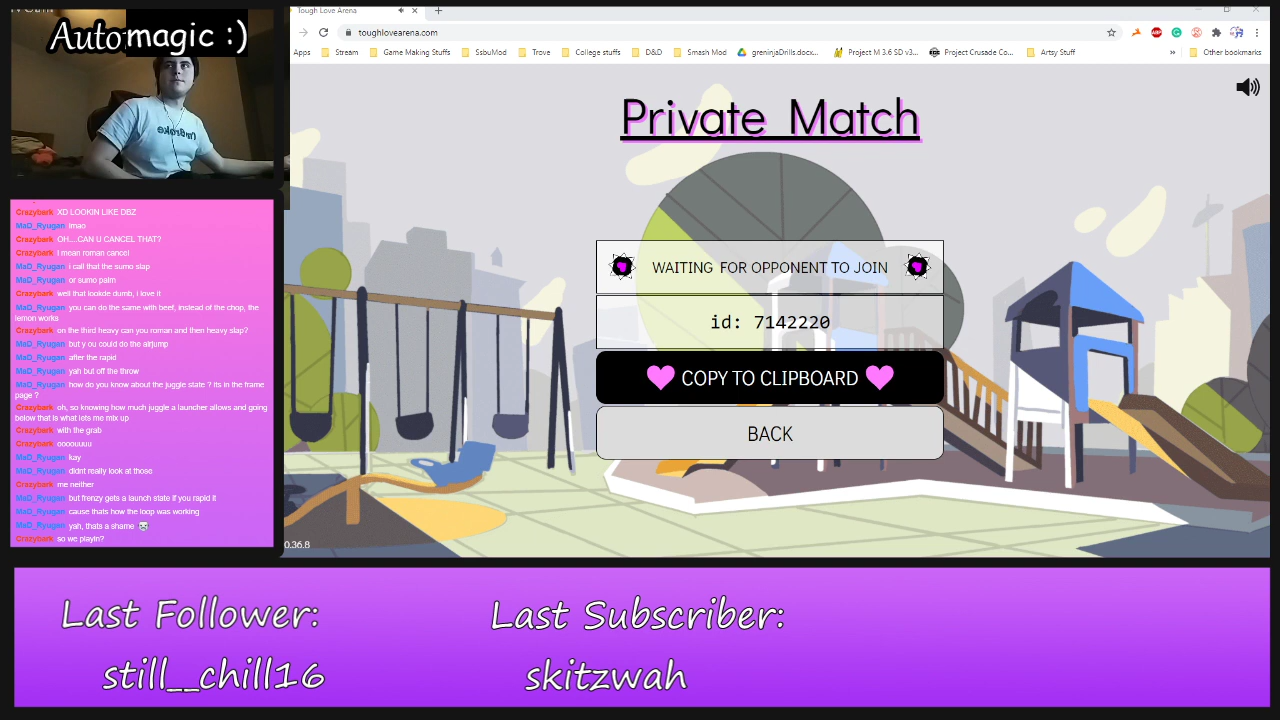 Automagic :)
Tough Love Arena
toughlovearena.com
Apps Stream Game Making Stuffs SsbuMod Trove College stuffs D&D Smash Mod greninjaDrills.docx... Project M 3.6 SD v3... Project Crusade Co... Artsy Stuff » Other bookmarks
Private Match
WAITING FOR OPPONENT TO JOIN
id: 7142220
COPY TO CLIPBOARD
BACK
0.36.8
Crazybark XD LOOKIN LIKE DBZ
MaD_Ryugan lmao
Crazybark OH....CAN U CANCEL THAT?
Crazybark i mean roman cancel
MaD_Ryugan i call that the sumo slap
MaD_Ryugan or sumo palm
Crazybark well that lookde dumb, i love it
MaD_Ryugan you can do the same with beef, instead of the chop, the
lemon works
Crazybark on the third heavy can you roman and then heavy slap?
MaD_Ryugan but y ou could do the airjump
MaD_Ryugan after the rapid
MaD_Ryugan yah but off the throw
MaD_Ryugan how do you know about the juggle state ? its in the frame
page ?
Crazybark oh, so knowing how much juggle a launcher allows and going
below that is what lets me mix up
Crazybark with the grab
Crazybark oooouuuu
MaD_Ryugan kay
MaD_Ryugan didnt really look at those
Crazybark me neither
MaD_Ryugan but frenzy gets a launch state if you rapid it
MaD_Ryugan cause thats how the loop was working
MaD_Ryugan yah, thats a shame
Crazybark so we playin?
Last Follower:
still__chill16
Last Subscriber:
skitzwah